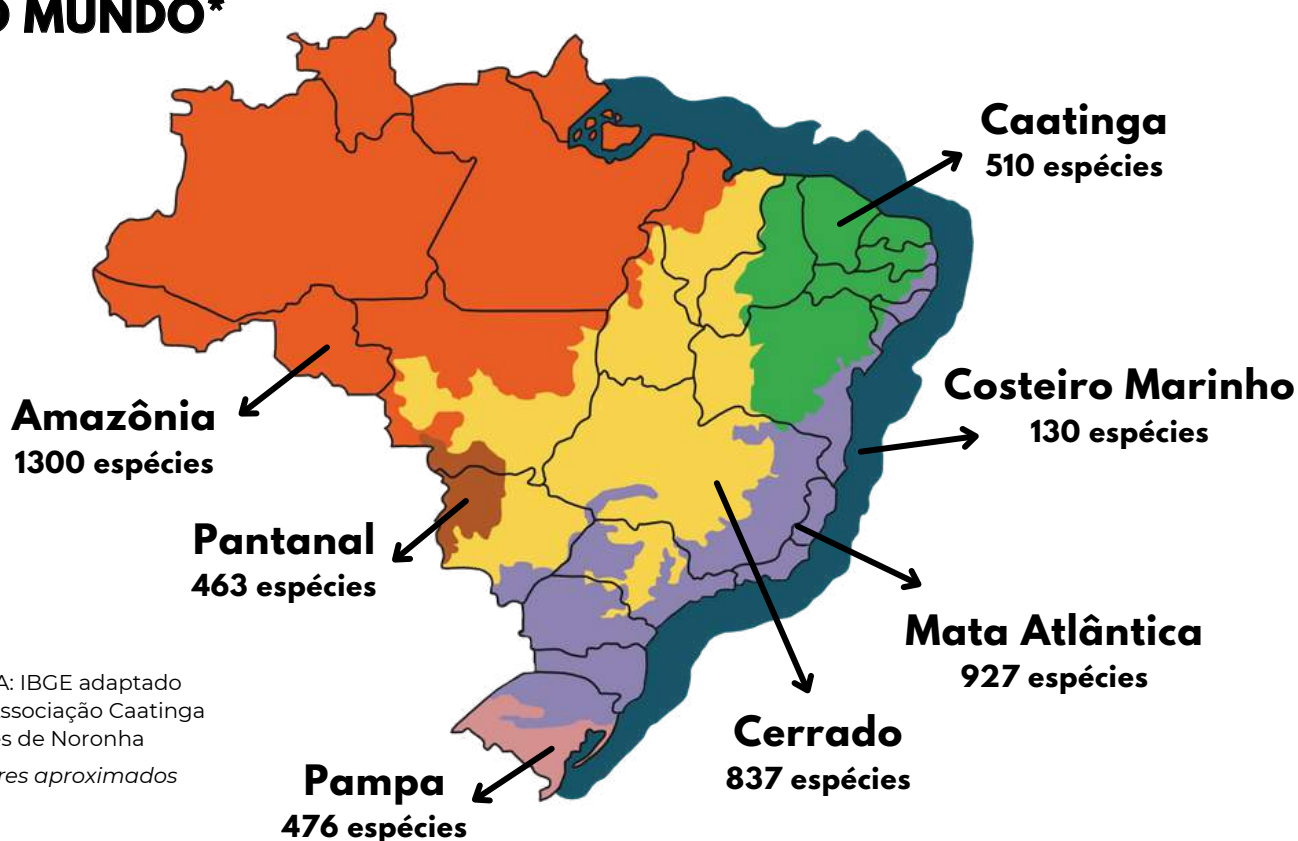 O MUNDO*
Caatinga
510 espécies
Costeiro Marinho
130 espécies
Amazônia
1300 espécies
Pantanal
463 espécies
Mata Atlântica
927 espécies
A: IBGE adaptado
ssociação Caatinga
s de Noronha
res aproximados
Cerrado
837 espécies
Pampa
476 espécies